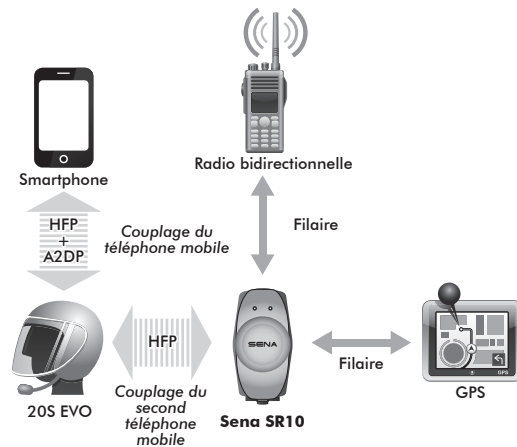 Radio bidirectionnelle
Smartphone
HFP
+
A2DP
Couplage du
téléphone mobile
Filaire
HFP
SENA
Filaire
GPS
GPS
20S EVO
Couplage du
second
téléphone
mobile
Sena SR10